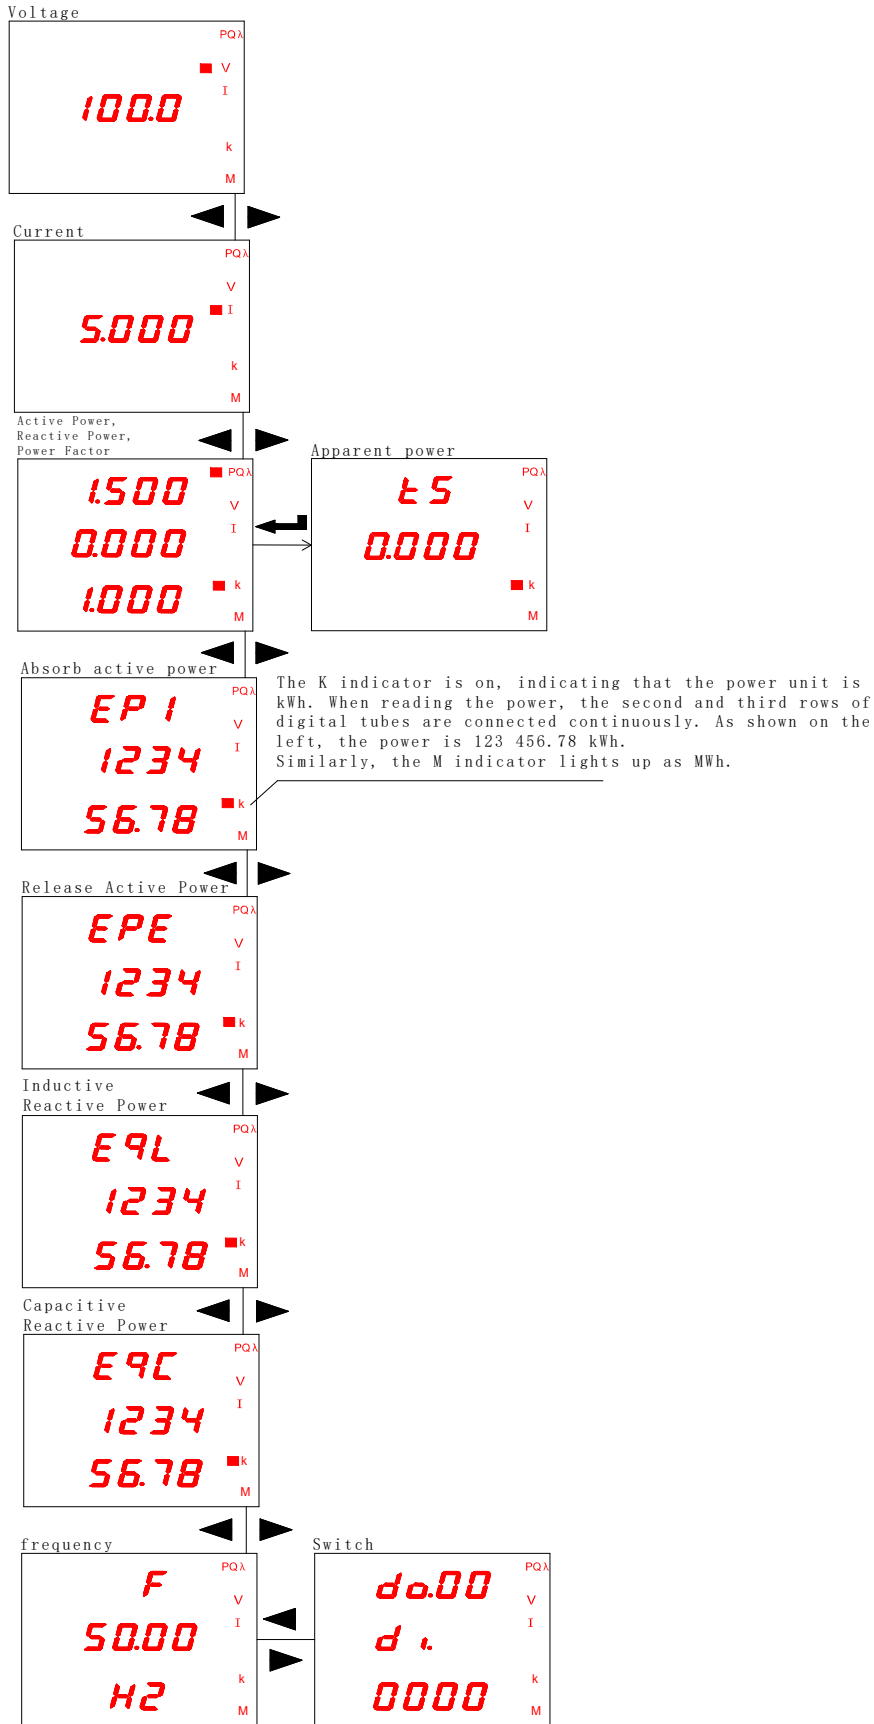 Voltage
PQλ
V
I
100.0
k
M
Current
PQλ
V
I
5.000
k
M
Active Power,
Reactive Power,
Power Factor
1.500
PQλ
V
I
0.000
1.000
k
M
Apparent power
tS
PQλ
V
I
0.000
k
M
Absorb active power
EPI
PQλ
V
I
1234
56.78
k
M
The K indicator is on, indicating that the power unit is
kWh. When reading the power, the second and third rows of
digital tubes are connected continuously. As shown on the
left, the power is 123 456.78 kWh.
Similarly, the M indicator lights up as MWh.
Release Active Power
EPE
PQλ
V
I
1234
56.78
k
M
Inductive
Reactive Power
EqL
PQλ
V
I
1234
56.78
k
M
Capacitive
Reactive Power
EqC
PQλ
V
I
1234
56.78
k
M
frequency
F
PQλ
V
I
50.00
HZ
k
M
Switch
do.00
PQλ
V
I
di.
0000
k
M